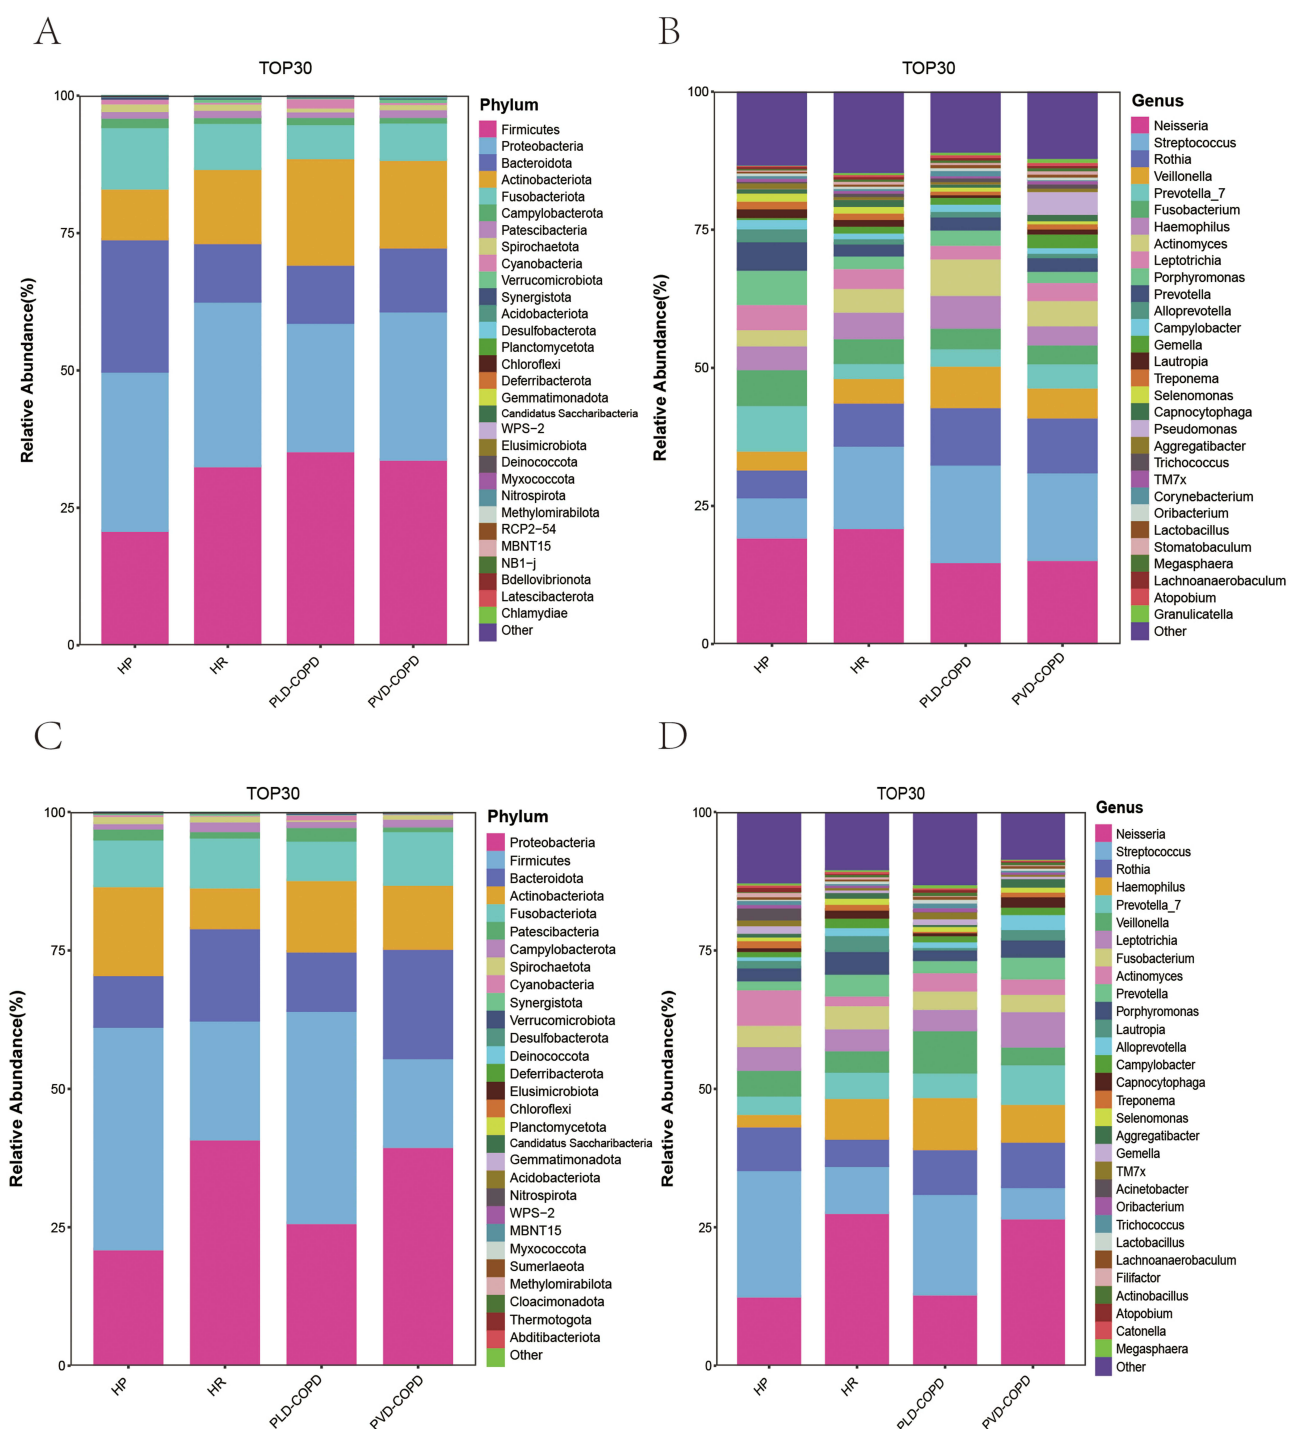 A
TOP30
Relative Abundance(%)
100
75
50
25
0
HP
HR
PLD-COPD
PVD-COPD
Phylum
Firmicutes
Proteobacteria
Bacteroidota
Actinobacteriota
Fusobacteriota
Campylobacterota
Patescibacteria
Spirochaetota
Cyanobacteria
Verrucomicrobiota
Synergistota
Acidobacteriota
Desulfobacterota
Planctomycetota
Chloroflexi
Deferribacterota
Gemmatimonadota
Candidatus Saccharibacteria
WPS−2
Elusimicrobiota
Deinococcota
Myxococcota
Nitrospirota
Methylomirabilota
RCP2−54
MBNT15
NB1−j
Bdellovibrionota
Latescibacterota
Chlamydiae
Other
B
TOP30
Relative Abundance(%)
100
75
50
25
0
HP
HR
PLD-COPD
PVD-COPD
Genus
Neisseria
Streptococcus
Rothia
Veillonella
Prevotella_7
Fusobacterium
Haemophilus
Actinomyces
Leptotrichia
Porphyromonas
Prevotella
Alloprevotella
Campylobacter
Gemella
Lautropia
Treponema
Selenomonas
Capnocytophaga
Pseudomonas
Aggregatibacter
Trichococcus
TM7x
Corynebacterium
Oribacterium
Lactobacillus
Stomatobaculum
Megasphaera
Lachnoanaerobaculum
Atopobium
Granulicatella
Other
C
TOP30
Relative Abundance(%)
100
75
50
25
0
HP
HR
PLD-COPD
PVD-COPD
Phylum
Proteobacteria
Firmicutes
Bacteroidota
Actinobacteriota
Fusobacteriota
Patescibacteria
Campylobacterota
Spirochaetota
Cyanobacteria
Synergistota
Verrucomicrobiota
Desulfobacterota
Deinococcota
Deferribacterota
Elusimicrobiota
Chloroflexi
Planctomycetota
Candidatus Saccharibacteria
Gemmatimonadota
Acidobacteriota
Nitrospirota
WPS−2
MBNT15
Myxococcota
Sumerlaeota
Methylomirabilota
Cloacimonadota
Thermotogota
Abditibacteriota
Other
D
TOP30
Relative Abundance(%)
100
75
50
25
0
HP
HR
PLD-COPD
PVD-COPD
Genus
Neisseria
Streptococcus
Rothia
Haemophilus
Prevotella_7
Veillonella
Leptotrichia
Fusobacterium
Actinomyces
Prevotella
Porphyromonas
Lautropia
Alloprevotella
Campylobacter
Capnocytophaga
Treponema
Selenomonas
Aggregatibacter
Gemella
TM7x
Acinetobacter
Oribacterium
Trichococcus
Lactobacillus
Lachnoanaerobaculum
Filifactor
Actinobacillus
Atopobium
Catonella
Megasphaera
Other